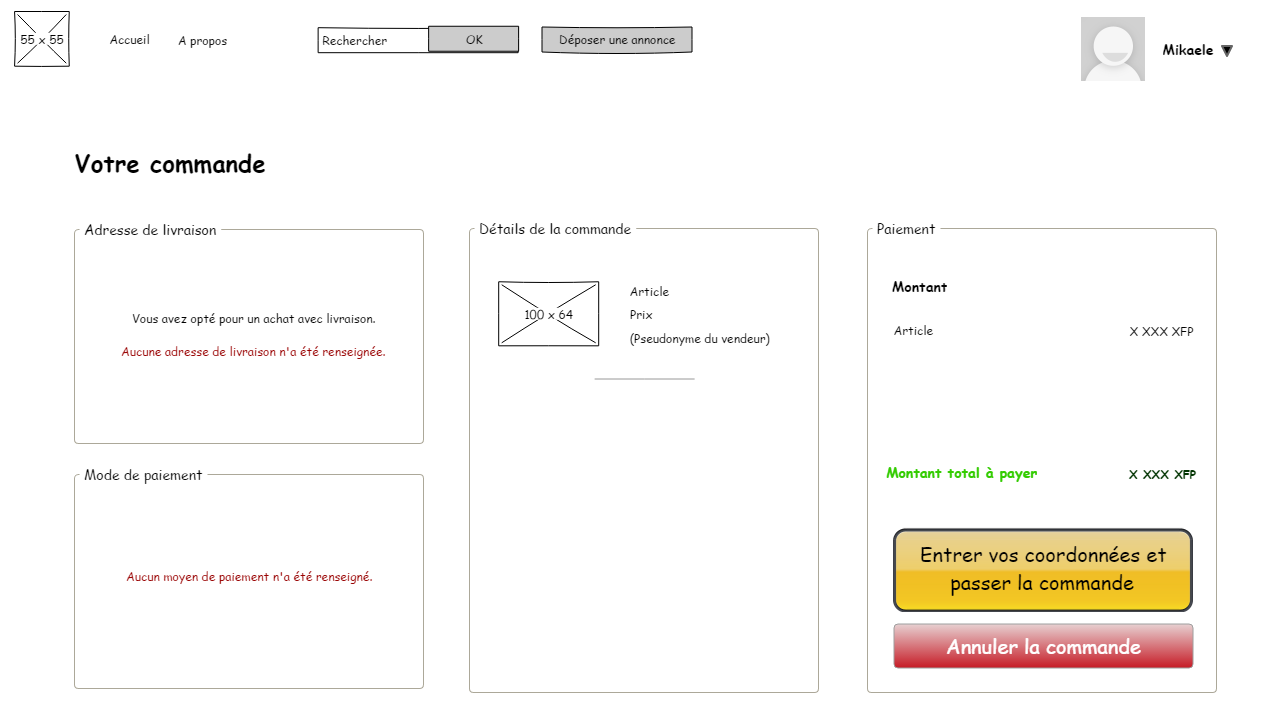 55 x 55
Accueil
A propos
Rechercher
OK
Déposer une annonce
Mikaele
Votre commande
Adresse de livraison
Vous avez opté pour un achat avec livraison.
Aucune adresse de livraison n'a été renseignée.
Mode de paiement
Aucun moyen de paiement n'a été renseigné.
Détails de la commande
100 x 64
Article
Prix
(Pseudonyme du vendeur)
Paiement
Montant
Article X XXX XFP
Montant total à payer X XXX XFP
Entrer vos coordonnées et
passer la commande
Annuler la commande